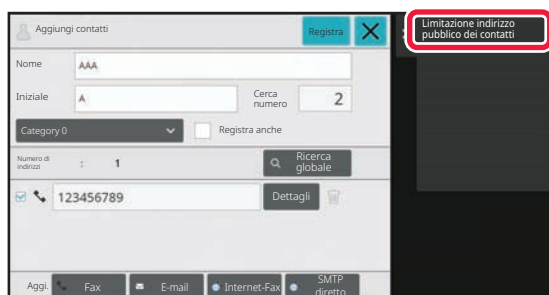 Aggiungi contatti
Registra
Limitazione indirizzo
pubblico dei contatti
Nome
AAA
Iniziale
A
Cerca
numero
2
Category 0
Registra anche
Numero di
indirizzi
:
1
Ricerca
globale
123456789
Dettagli
Aggi.
Fax
E-mail
Internet-Fax
SMTP
diretto